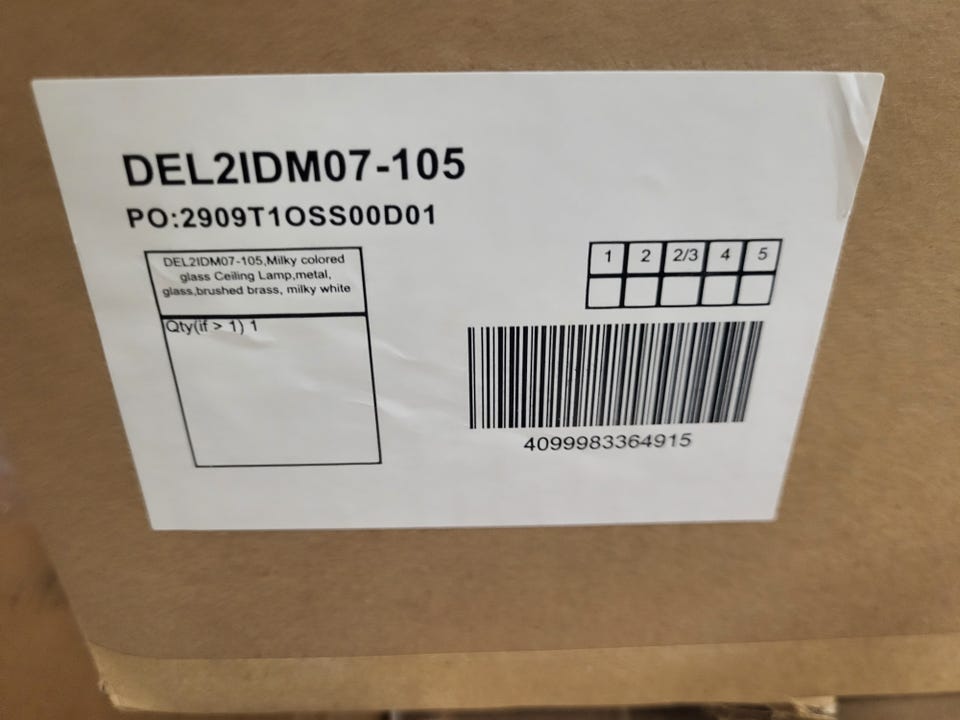 DEL2IDM07-105
PO:2909T1OSS00D01
DEL2IDM07-105,Milky colored
glass Ceiling Lamp,metal,
glass,brushed brass, milky white
Qty(if > 1) 1
1 2 2/3 4 5
4099983364915